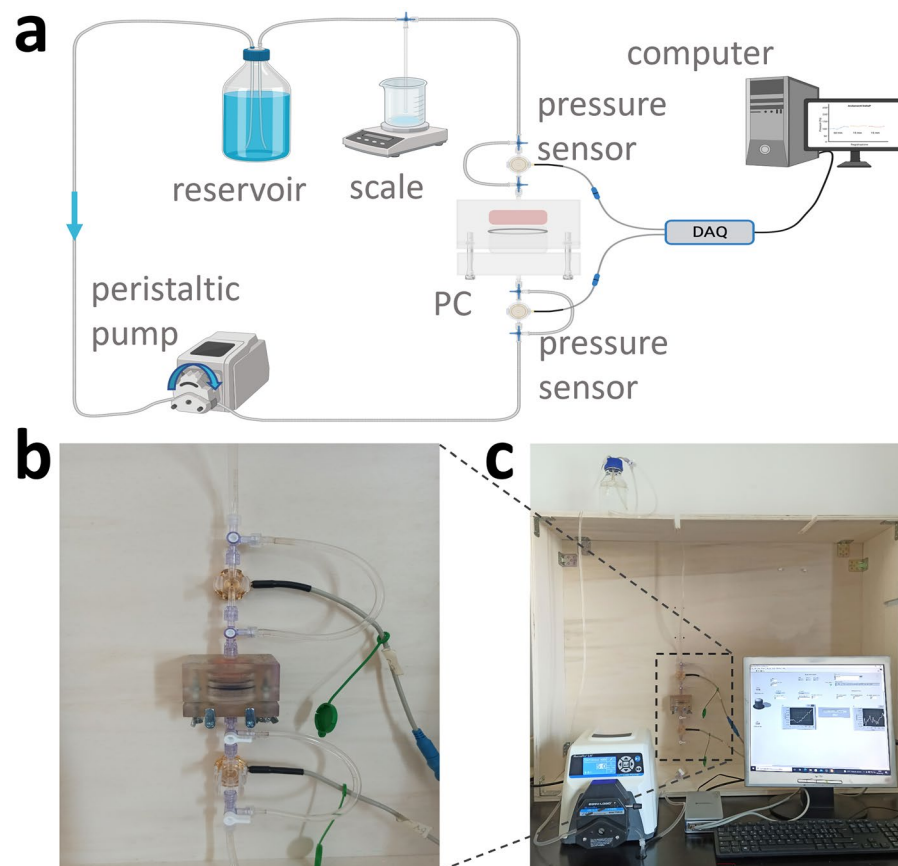 a
computer
pressure
sensor
reservoir
scale
DAQ
peristaltic
pump
PC
pressure
sensor
b
c